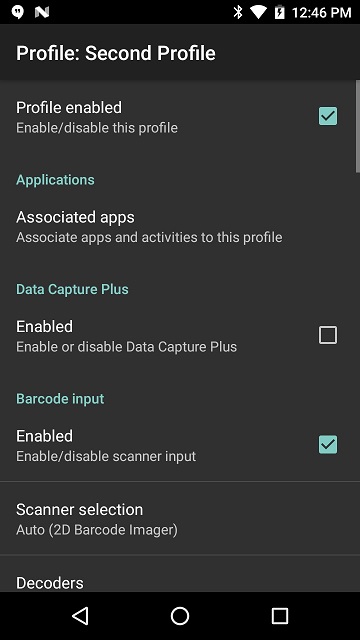 12:46 PM
Profile: Second Profile
Profile enabled
Enable/disable this profile
Applications
Associated apps
Associate apps and activities to this profile
Data Capture Plus
Enabled
Enable or disable Data Capture Plus
Barcode input
Enabled
Enable/disable scanner input
Scanner selection
Auto (2D Barcode Imager)
Decoders